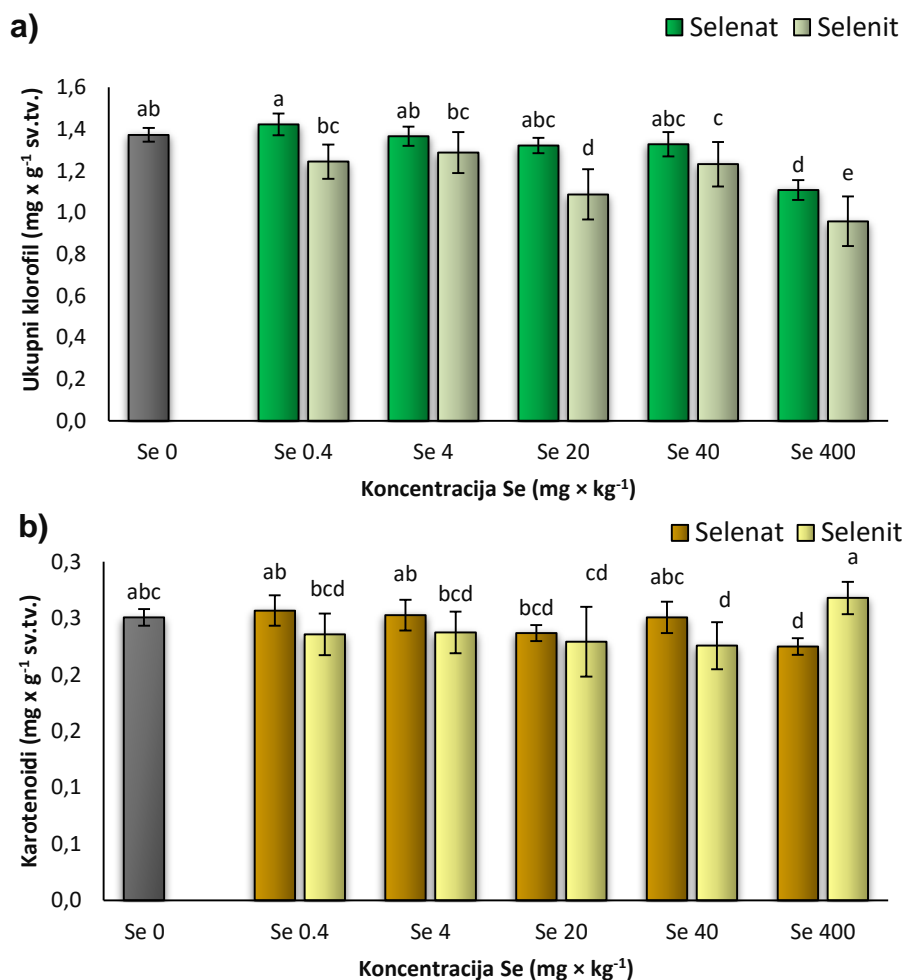 a)
Selenat Selenit
Ukupni klorofil (mg x g⁻¹ sv.tv.)
1,6
1,4
1,2
1,0
0,8
0,6
0,4
0,2
0,0
ab a bc ab bc abc d abc c d e
Se 0 Se 0.4 Se 4 Se 20 Se 40 Se 400
Koncentracija Se (mg × kg⁻¹)
b)
Selenat Selenit
Karotenoidi (mg x g⁻¹ sv.tv.)
0,3
0,3
0,2
0,2
0,1
0,1
0,0
abc ab bcd ab bcd bcd cd abc d d a
Se 0 Se 0.4 Se 4 Se 20 Se 40 Se 400
Koncentracija Se (mg × kg⁻¹)